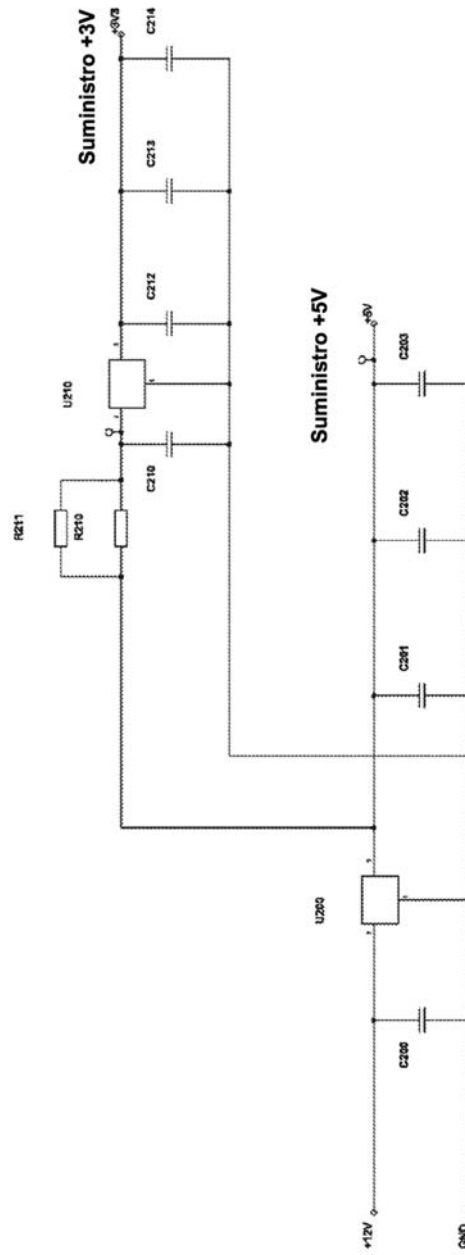 +3V3
C214
Suministro +3V
C213
C212
U210
C210
R211
R210
Suministro +5V
+5V
C203
C202
C201
U200
C200
+12V
GND